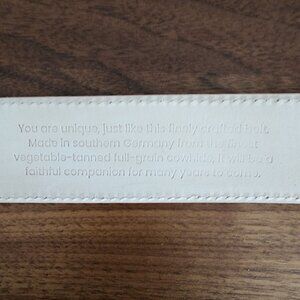 You are unique, just like this finely crafted belt.
Made in southern Germany from the finest
vegetable-tanned full-grain cowhide, it will be a
faithful companion for many years to come.